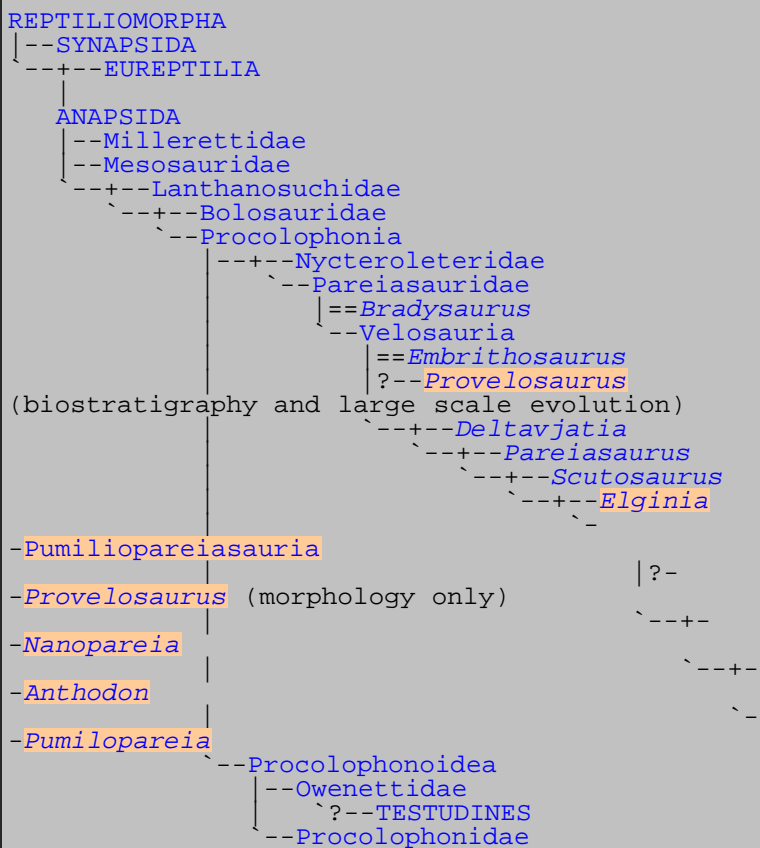 REPTILIOMORPHA
|--SYNAPSIDA
`--+--EUREPTILIA
   |
   ANAPSIDA
   |--Millerettidae
   |--Mesosauridae
   `--+--Lanthanosuchidae
      `--+--Bolosauridae
         `--Procolophonia
            |--+--Nycteroleteridae
            |  `--Pareiasauridae
            |     |==Bradysaurus
            |     `--Velosauria
            |        |==Embrithosaurus
            |        |?--Provelosaurus
(biostratigraphy and large scale evolution)
            |        `--+--Deltavjatia
            |           `--+--Pareiasaurus
            |              `--+--Scutosaurus
            |                 `--+--Elginia
            |                    `-
-Pumiliopareiasauria
            |                          |?-
-Provelosaurus (morphology only)
            |                          `--+-
-Nanopareia
            |                             `--+-
-Anthodon
            |                                `-
-Pumilopareia
            `--Procolophonoidea
               |--Owenettidae
               |   `?--TESTUDINES
               `--Procolophonidae